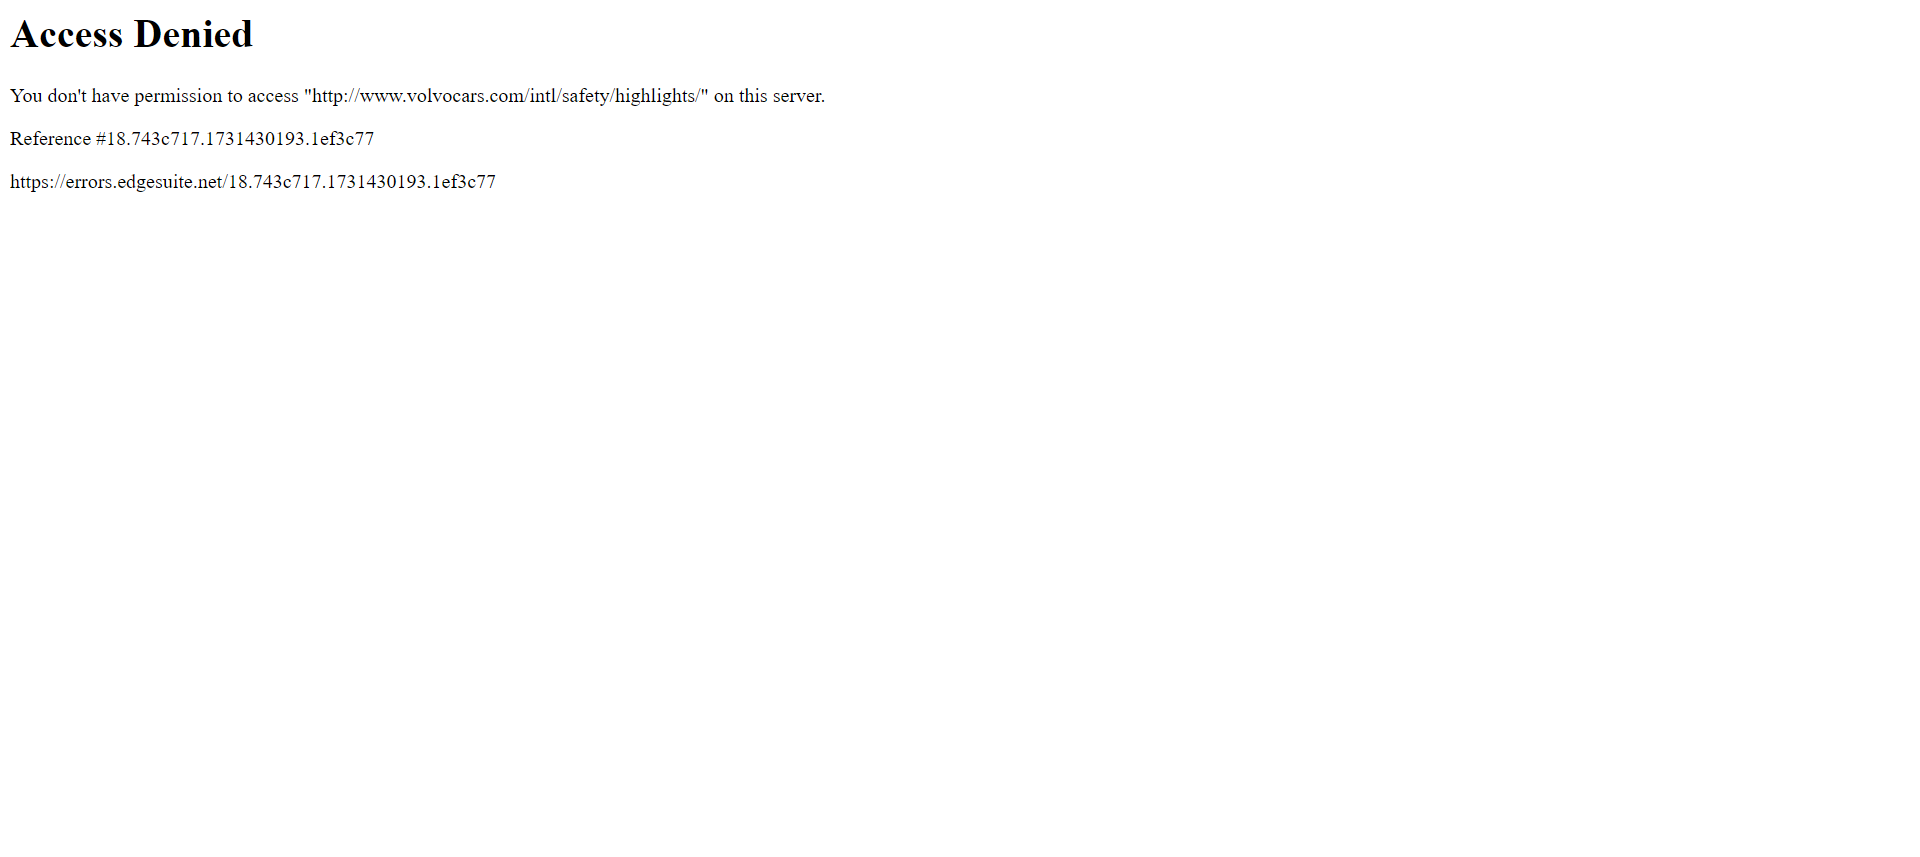 Access Denied
You don't have permission to access "http://www.volvocars.com/intl/safety/highlights/" on this server.
Reference #18.743c717.1731430193.1ef3c77
https://errors.edgesuite.net/18.743c717.1731430193.1ef3c77